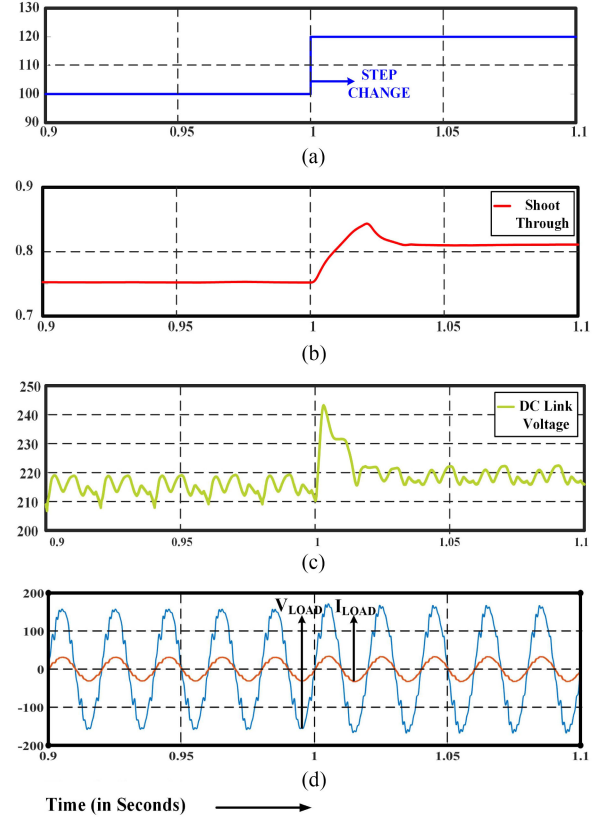 130
120
110
100
90
STEP
CHANGE
0.9 0.95 1 1.05 1.1
(a)
0.9
0.8
0.7
Shoot
Through
0.9 0.95 1 1.05 1.1
(b)
250
240
230
220
210
200
DC Link
Voltage
0.9 0.95 1 1.05 1.1
(c)
200
100
0
-100
-200
VLOAD ILOAD
0.9 0.95 1 1.05 1.1
(d)
Time (in Seconds)